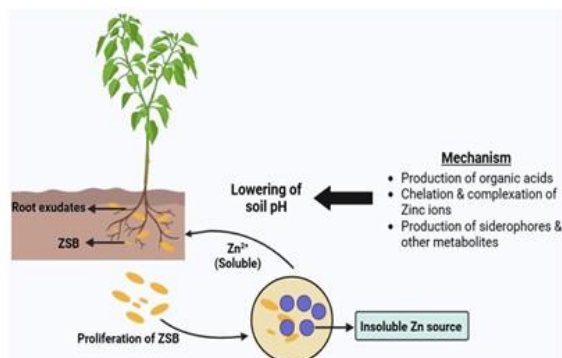 Mechanism
• Production of organic acids
• Chelation & complexation of
Zinc ions
• Production of siderophores &
other metabolites
Lowering of
soil pH
Root exudates
ZSB
Zn²⁺
(Soluble)
Proliferation of ZSB
Insoluble Zn source